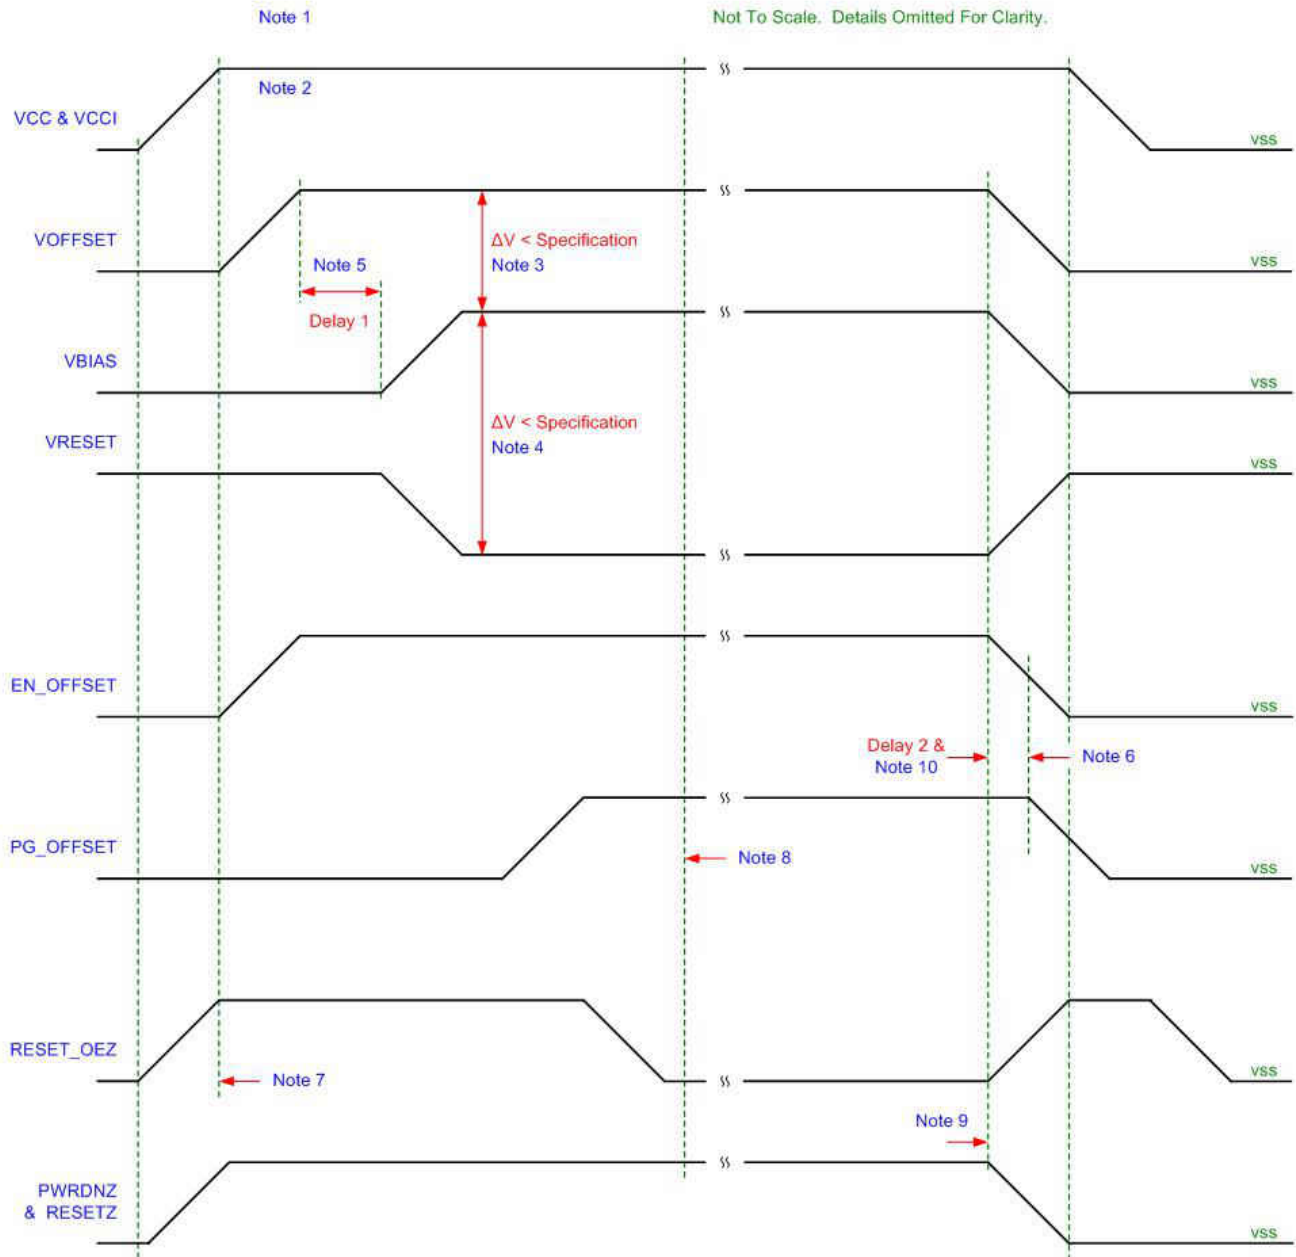 Note 1
Not To Scale. Details Omitted For Clarity.
Note 2
VCC & VCCI
VSS
VOFFSET
ΔV < Specification
Note 3
Note 5
VSS
Delay 1
VBIAS
VSS
ΔV < Specification
Note 4
VRESET
VSS
EN_OFFSET
VSS
Delay 2 &
Note 10
Note 6
PG_OFFSET
Note 8
VSS
RESET_OEZ
VSS
Note 7
Note 9
PWRDNZ
& RESETZ
VSS